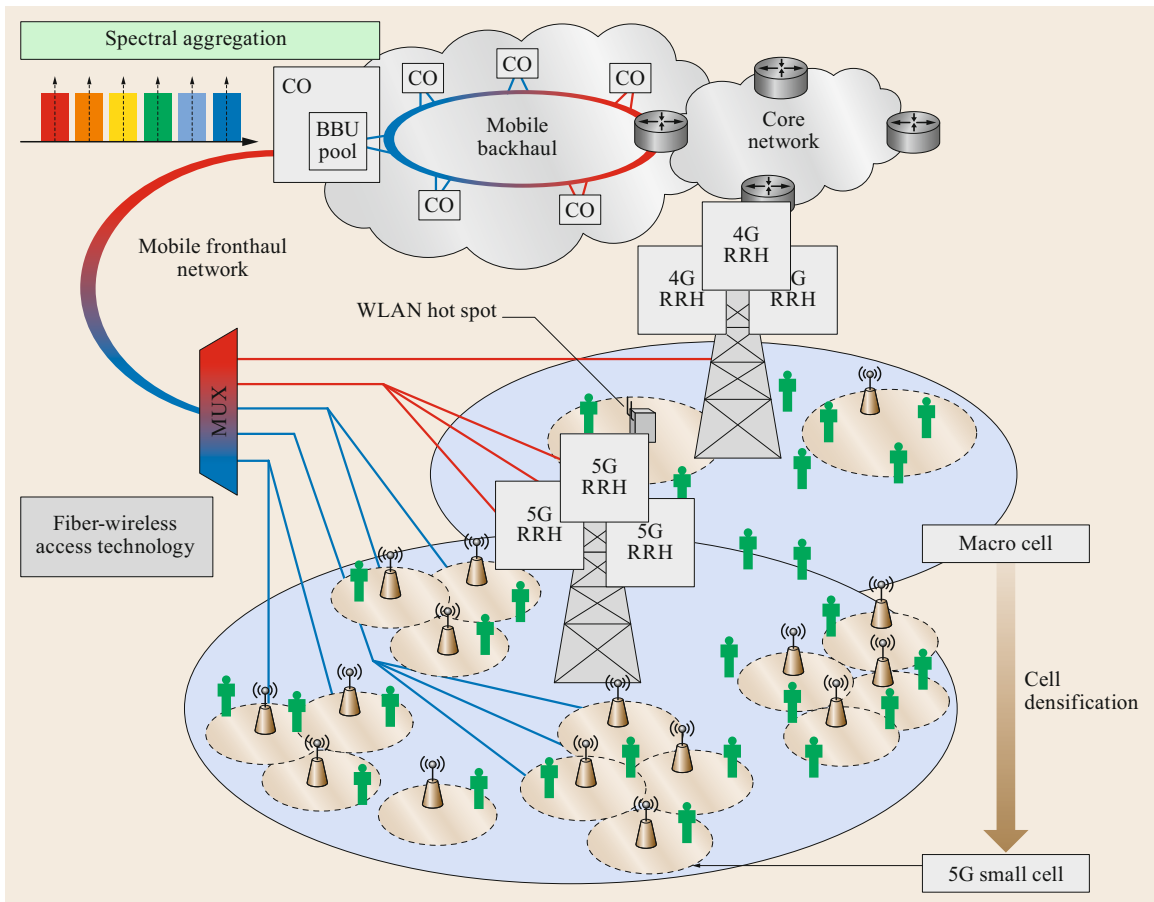 Spectral aggregation
CO
BBU
pool
CO
CO
CO
CO
CO
Mobile
backhaul
Core
network
Mobile fronthaul
network
MUX
Fiber-wireless
access technology
WLAN hot spot
4G
RRH
4G
RRH
G
RRH
5G
RRH
5G
RRH
5G
RRH
Macro cell
Cell
densification
5G small cell